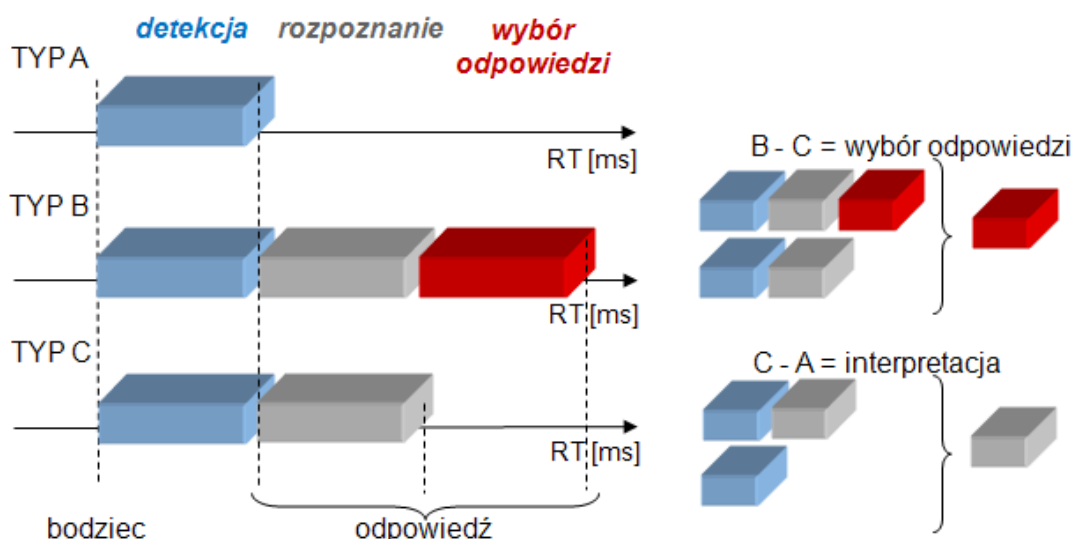 detekcja rozpoznanie wybór
odpowiedzi
TYP A
RT [ms]
TYP B
RT [ms]
TYP C
RT [ms]
bodziec odpowiedź
B - C = wybór odpowiedzi
C - A = interpretacja